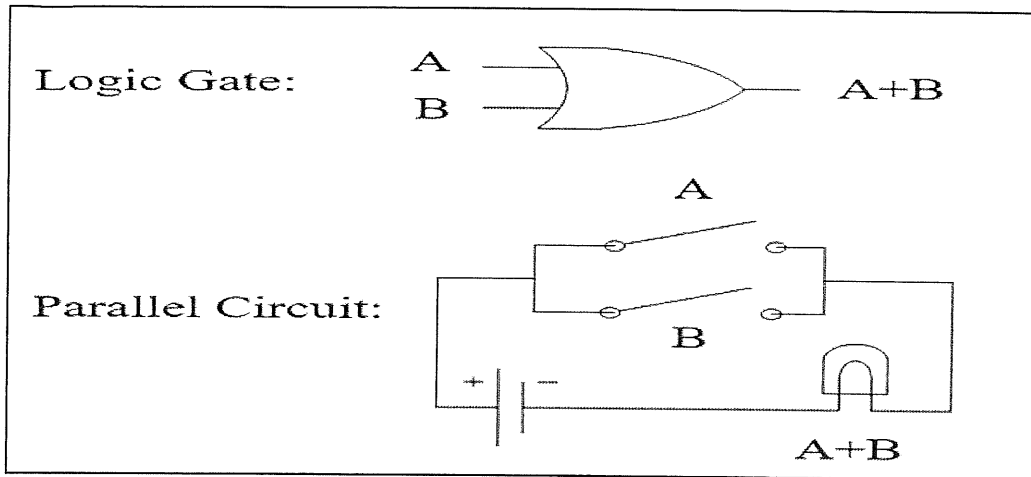 Logic Gate:
A
B
A+B
A
Parallel Circuit:
B
+ −
A+B